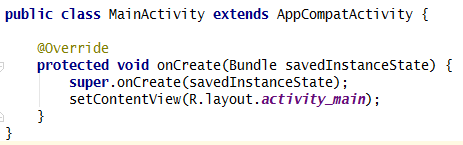 public class MainActivity extends AppCompatActivity {
@Override
protected void onCreate(Bundle savedInstanceState) {
super.onCreate(savedInstanceState);
setContentView(R.layout.activity_main);
}
}